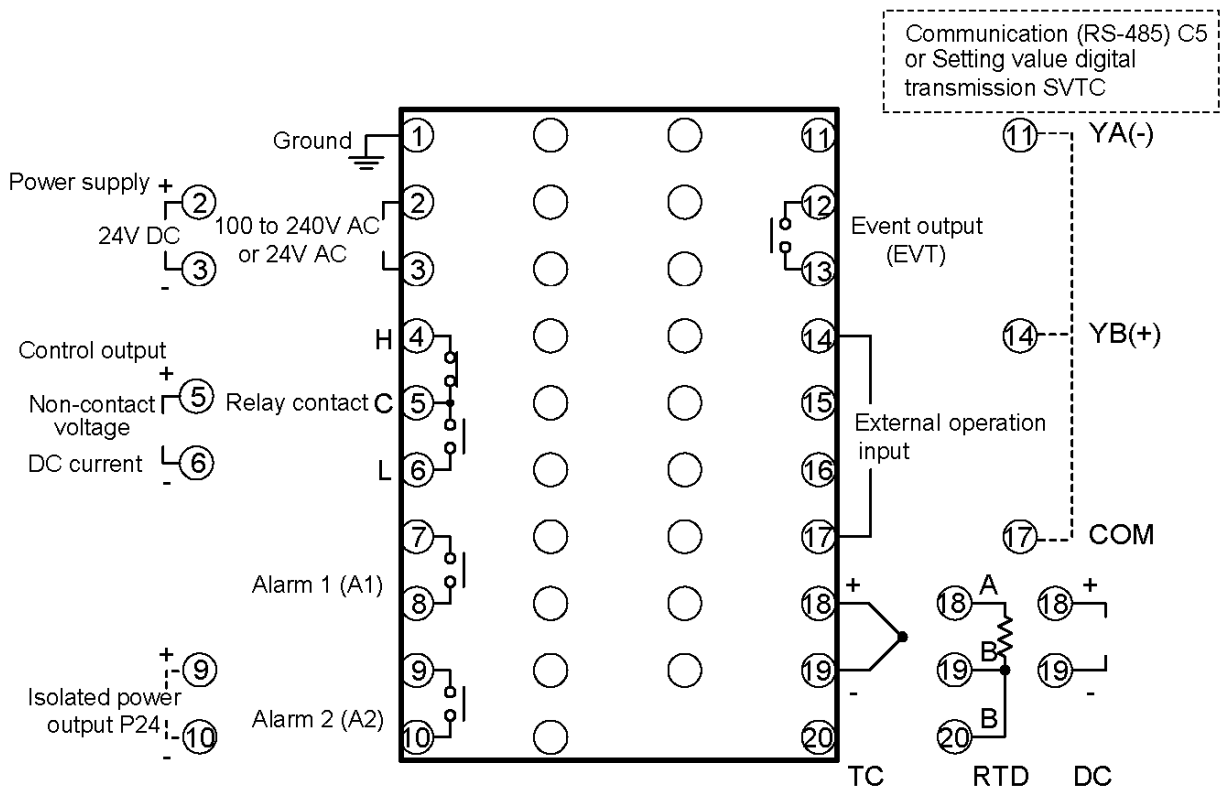 Communication (RS-485) C5
or Setting value digital
transmission SVTC
Ground 1 11 11 YA(-)
Power supply + 2 100 to 240V AC 2 12
24V DC or 24V AC Event output
- 3 3 13 (EVT)
H 4 14 14 YB(+)
Control output
+ 5 Relay contact C 5 15
Non-contact
voltage
External operation
input
DC current
- 6 L 6 16
7 17 17 COM
Alarm 1 (A1)
8 18 + 18 A 18 +
+ 9 9 19 - 19 B 19 -
Isolated power
output P24
Alarm 2 (A2)
- 10 10 20 20 B
TC RTD DC